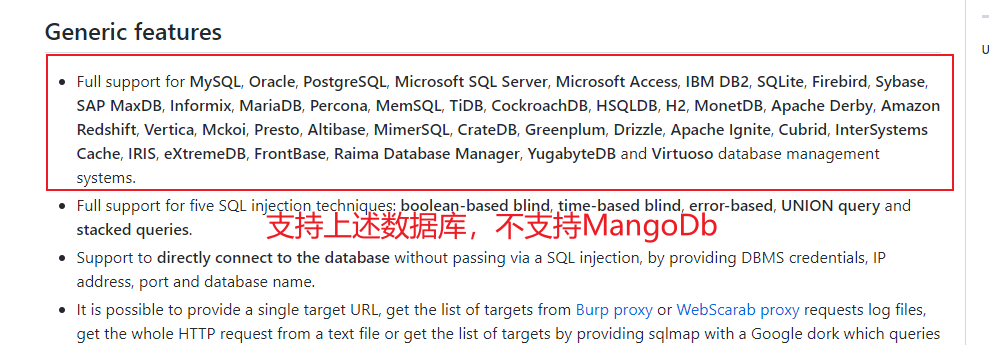 Generic features
U
• Full support for MySQL, Oracle, PostgreSQL, Microsoft SQL Server, Microsoft Access, IBM DB2, SQLite, Firebird, Sybase,
SAP MaxDB, Informix, MariaDB, Percona, MemSQL, TiDB, CockroachDB, HSQLDB, H2, MonetDB, Apache Derby, Amazon
Redshift, Vertica, Mckoi, Presto, Altibase, MimerSQL, CrateDB, Greenplum, Drizzle, Apache Ignite, Cubrid, InterSystems
Cache, IRIS, eXtremeDB, FrontBase, Raima Database Manager, YugabyteDB and Virtuoso database management
systems.
• Full support for five SQL injection techniques: boolean-based blind, time-based blind, error-based, UNION query and
stacked queries.
支持上述数据库，不支持MangoDb
• Support to directly connect to the database without passing via a SQL injection, by providing DBMS credentials, IP
address, port and database name.
• It is possible to provide a single target URL, get the list of targets from Burp proxy or WebScarab proxy requests log files,
get the whole HTTP request from a text file or get the list of targets by providing sqlmap with a Google dork which queries